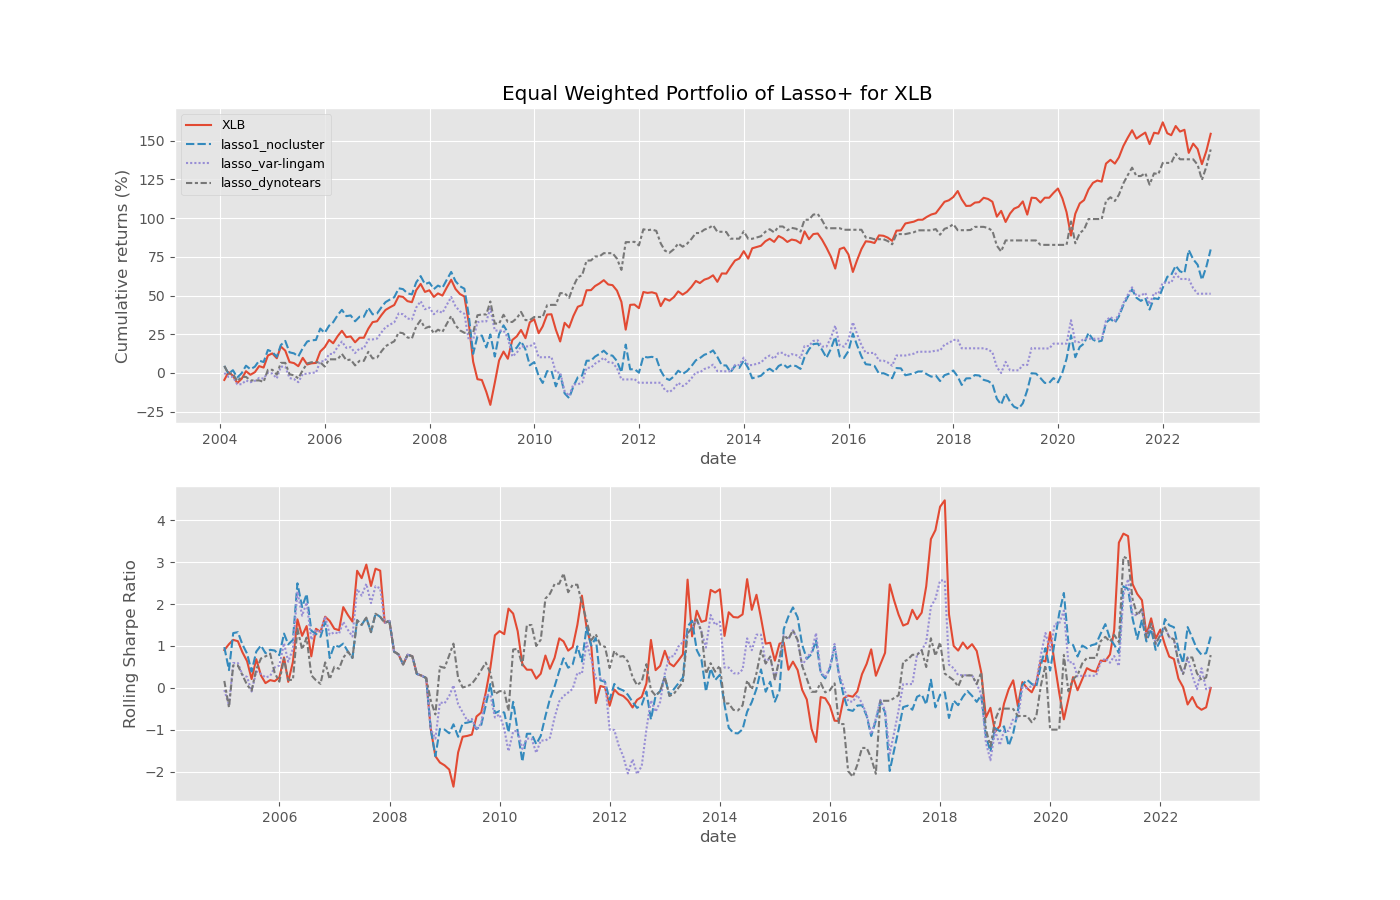 Equal Weighted Portfolio of Lasso+ for XLB
XLB
lasso1_nocluster
lasso_var-lingam
lasso_dynotears
Cumulative returns (%)
150
125
100
75
50
25
0
−25
2004 2006 2008 2010 2012 2014 2016 2018 2020 2022
date
Rolling Sharpe Ratio
4
3
2
1
0
−1
−2
2006 2008 2010 2012 2014 2016 2018 2020 2022
date